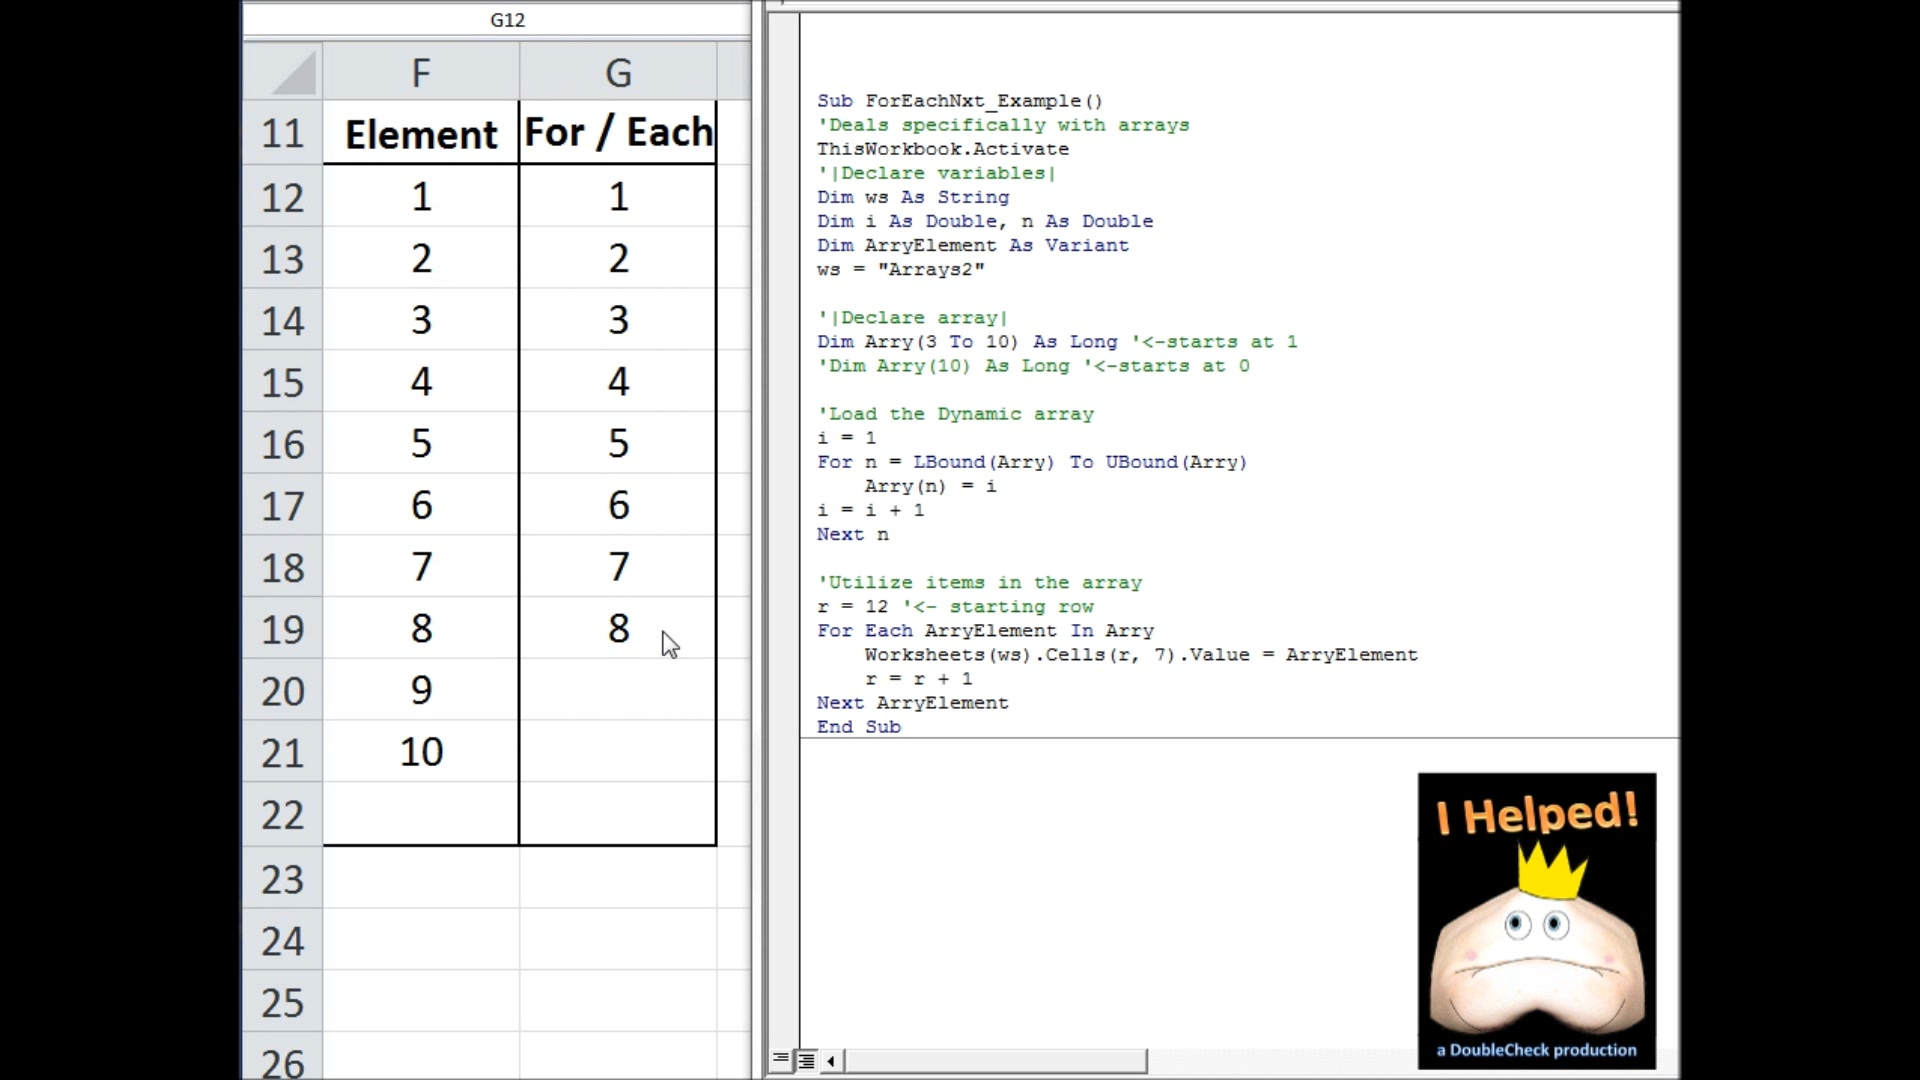 G12
F G
11 Element For / Each
12 1 1
13 2 2
14 3 3
15 4 4
16 5 5
17 6 6
18 7 7
19 8 8
20 9
21 10
22
23
24
25
26
Sub ForEachNxt_Example()
'Deals specifically with arrays
ThisWorkbook.Activate
'|Declare variables|
Dim ws As String
Dim i As Double, n As Double
Dim ArryElement As Variant
ws = "Arrays2"
'|Declare array|
Dim Arry(3 To 10) As Long '<-starts at 1
'Dim Arry(10) As Long '<-starts at 0
'Load the Dynamic array
i = 1
For n = LBound(Arry) To UBound(Arry)
Arry(n) = i
i = i + 1
Next n
'Utilize items in the array
r = 12 '<- starting row
For Each ArryElement In Arry
Worksheets(ws).Cells(r, 7).Value = ArryElement
r = r + 1
Next ArryElement
End Sub
I Helped!
a DoubleCheck production